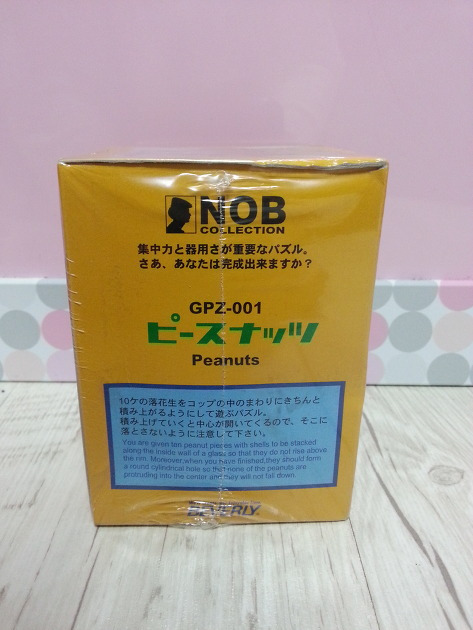 NOB
COLLECTION
集中力と器用さが重要なパズル。
さあ、あなたは完成出来ますか？
GPZ-001
ピースナッツ
Peanuts
10ケの落花生をコップの中のまわりにきちんと
積み上がるようにして遊ぶパズル。
積み上げていくと中心が開いてくるので、そこに
落とさないように注意して下さい。
You are given ten peanut pieces with shells to be stacked
along the inside wall of a glass so that they do not rise above
the rim. Moreover,when you have finished,they should form
a round cylindrical hole so that none of the peanuts are
protruding into the center and they will not fall down.
BEVERLY